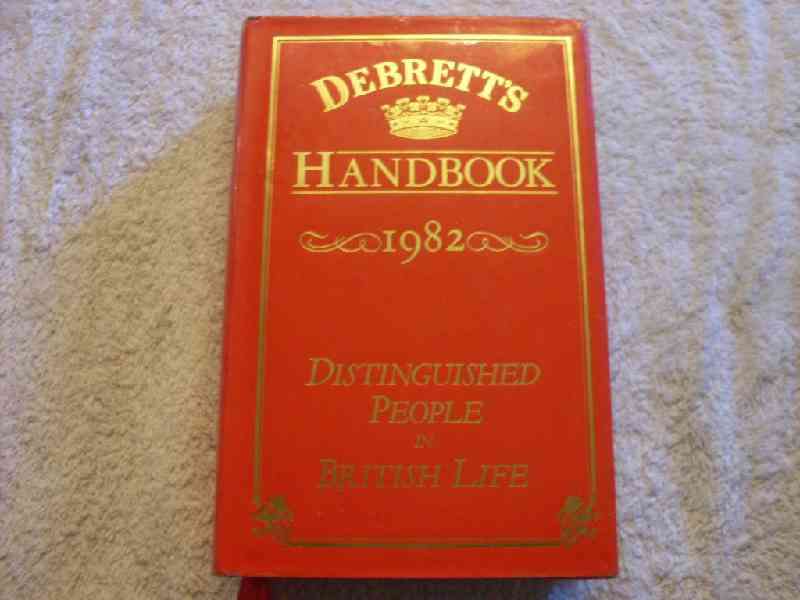 DEBRETT'S
HANDBOOK
1982
DISTINGUISHED
PEOPLE
IN
BRITISH LIFE